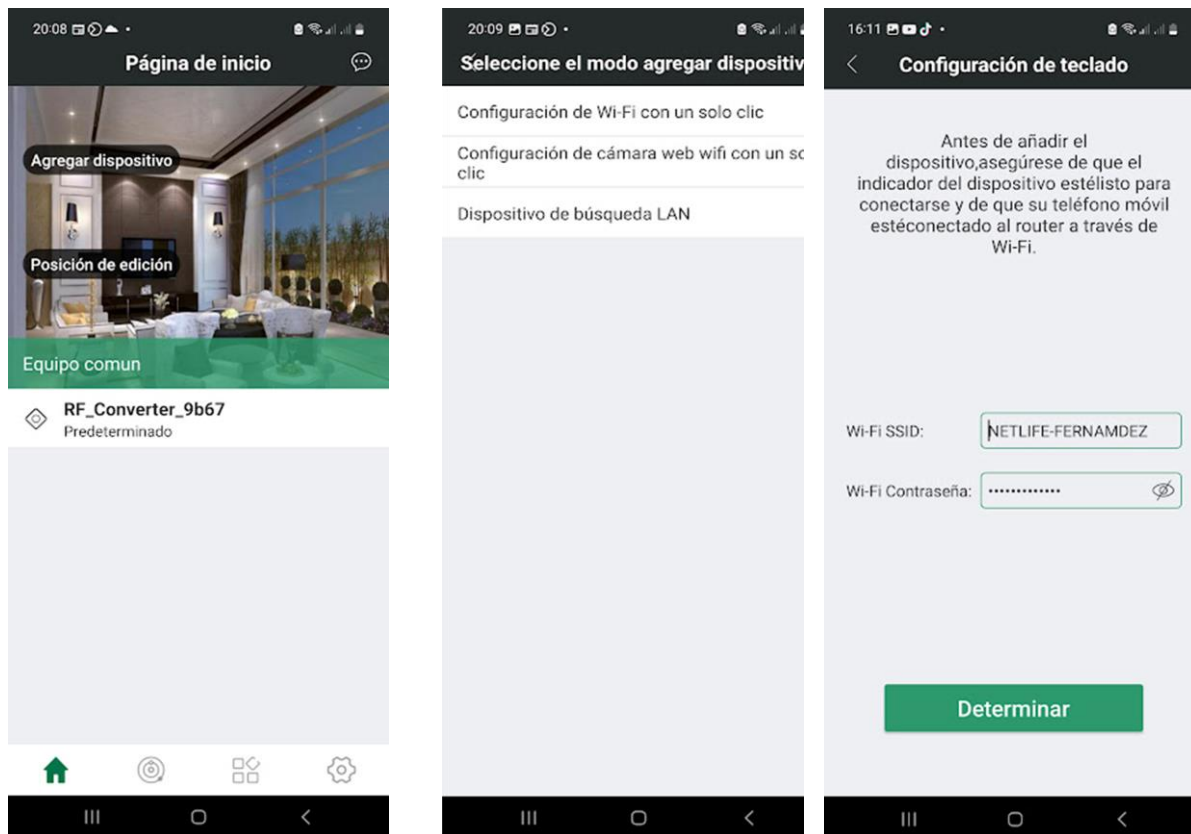 20:08
Página de inicio
Agregar dispositivo
Posición de edición
Equipo comun
RF_Converter_9b67
Predeterminado
20:09
Seleccione el modo agregar dispositiv
Configuración de Wi-Fi con un solo clic
Configuración de cámara web wifi con un so
clic
Dispositivo de búsqueda LAN
16:11
Configuración de teclado
Antes de añadir el
dispositivo,asegúrese de que el
indicador del dispositivo estélisto para
conectarse y de que su teléfono móvil
estéconectado al router a través de
Wi-Fi.
Wi-Fi SSID: NETLIFE-FERNAMDEZ
Wi-Fi Contraseña: •••••••••••••
Determinar